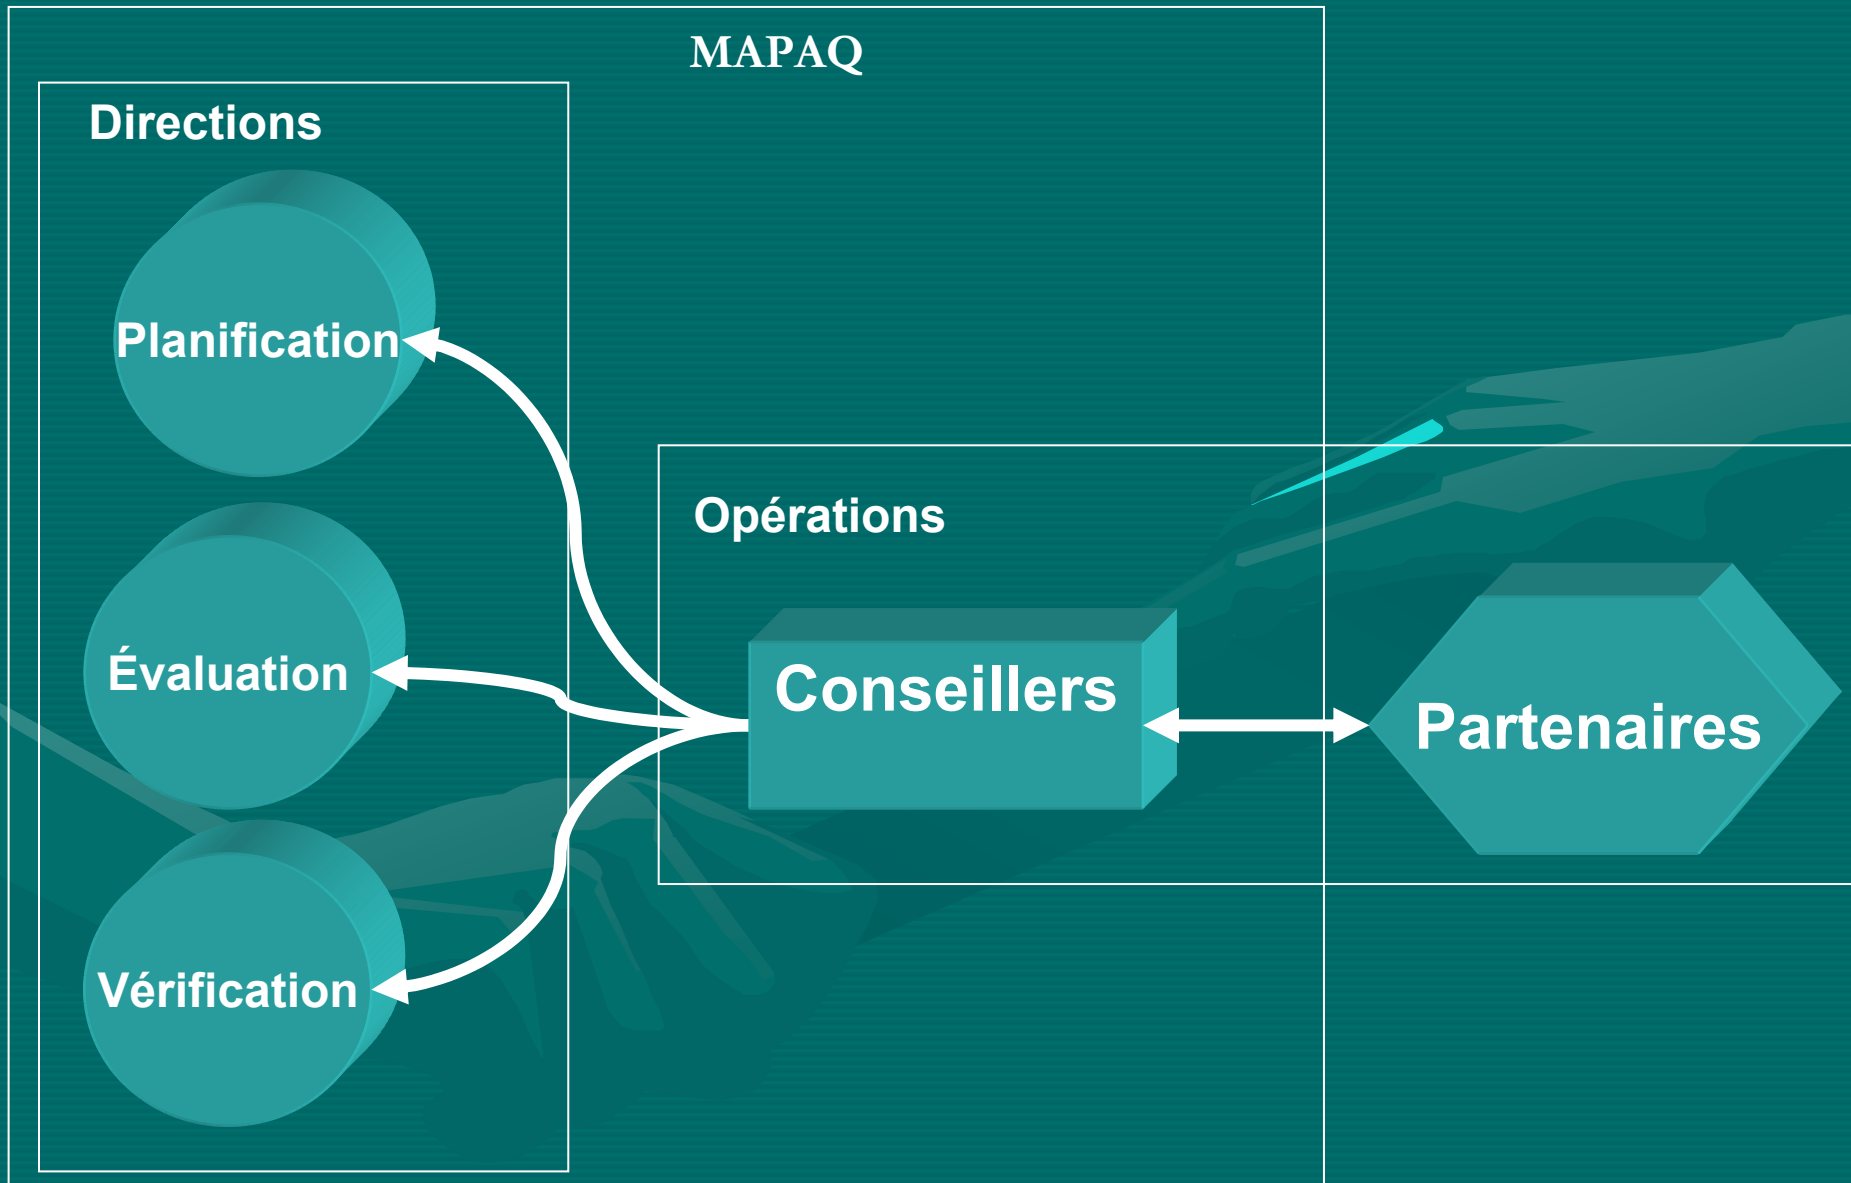 MAPAQ
Directions
Planification
Opérations
Évaluation
Conseillers
Partenaires
Vérification